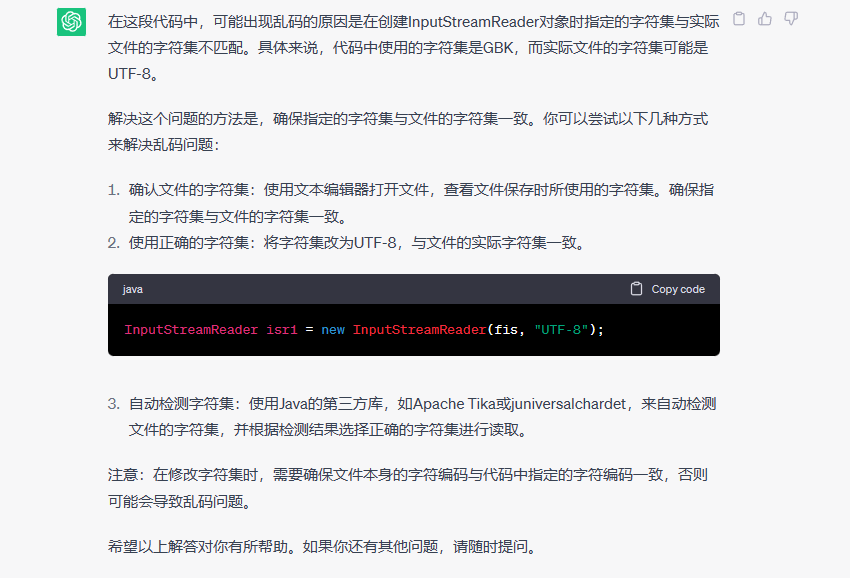 在这段代码中，可能出现乱码的原因是在创建InputStreamReader对象时指定的字符集与实际
文件的字符集不匹配。具体来说，代码中使用的字符集是GBK，而实际文件的字符集可能是
UTF-8。
解决这个问题的方法是，确保指定的字符集与文件的字符集一致。你可以尝试以下几种方式
来解决乱码问题：
1. 确认文件的字符集：使用文本编辑器打开文件，查看文件保存时所使用的字符集。确保指
定的字符集与文件的字符集一致。
2. 使用正确的字符集：将字符集改为UTF-8，与文件的实际字符集一致。
java Copy code
InputStreamReader isr1 = new InputStreamReader(fis, "UTF-8");
3. 自动检测字符集：使用Java的第三方库，如Apache Tika或juniversalchardet，来自动检测
文件的字符集，并根据检测结果选择正确的字符集进行读取。
注意：在修改字符集时，需要确保文件本身的字符编码与代码中指定的字符编码一致，否则
可能会导致乱码问题。
希望以上解答对你有所帮助。如果你还有其他问题，请随时提问。